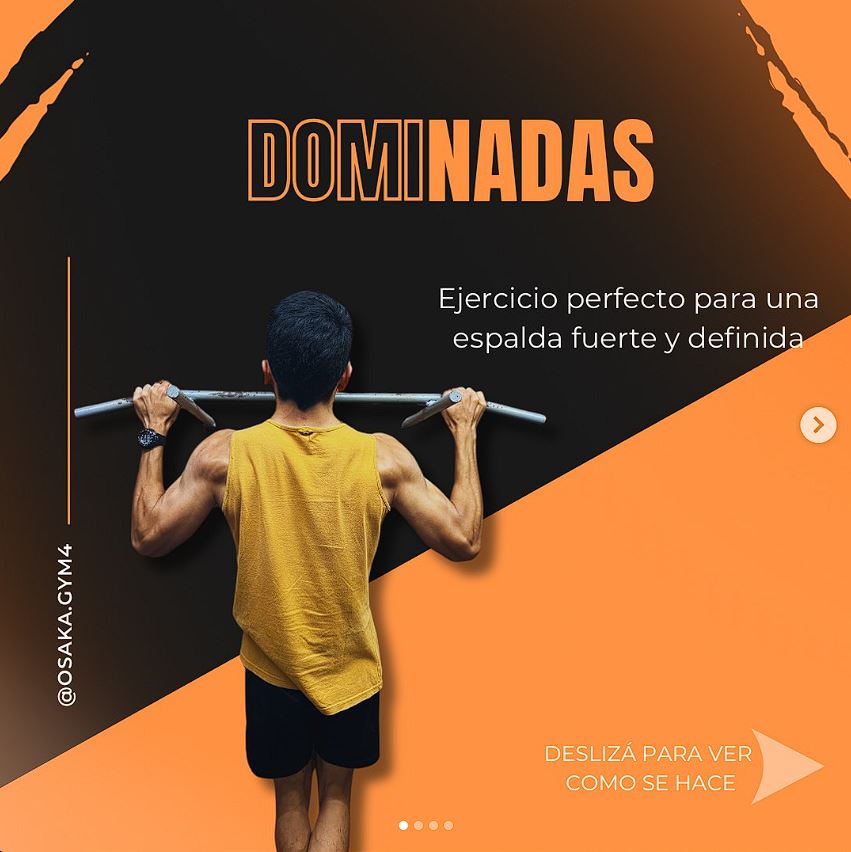 DOMINADAS
Ejercicio perfecto para una
espalda fuerte y definida
@OSAKA.GYM4
DESLIZÁ PARA VER
COMO SE HACE